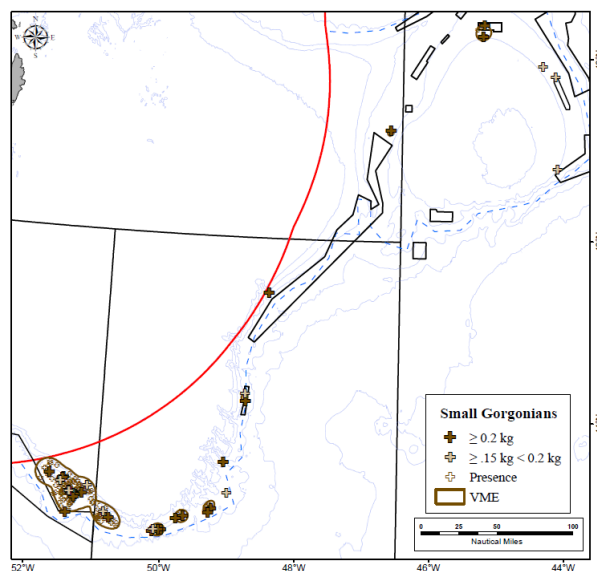 N
W
E
S
Small Gorgonians
≥ 0.2 kg
≥ .15 kg < 0.2 kg
Presence
VME
0 25 50 100
Nautical Miles
52°W 50°W 48°W 46°W 44°W